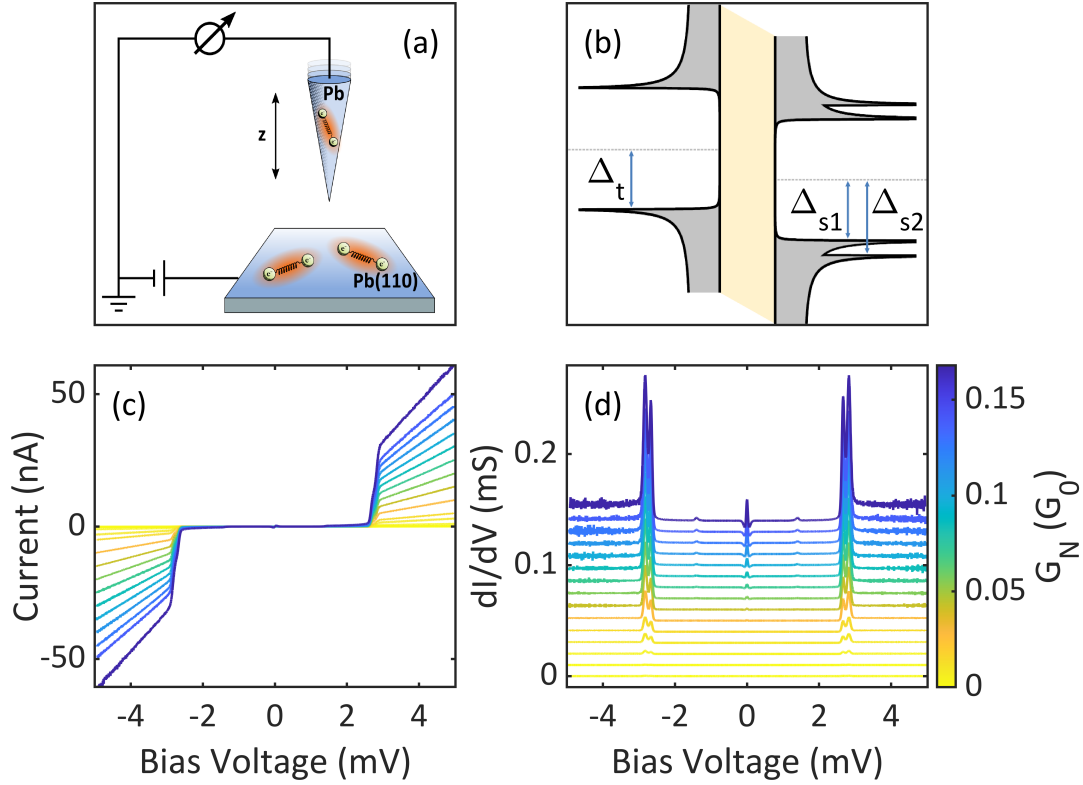 (a)
Pb
z
e⁻ e⁻
e⁻ e⁻ e⁻ e⁻
Pb(110)
(b)
Δt
Δs1 Δs2
(c)
50
0
-50
Current (nA)
-4 -2 0 2 4
Bias Voltage (mV)
(d)
0.2
0.1
0
dI/dV (mS)
-4 -2 0 2 4
Bias Voltage (mV)
0.15
0.1
0.05
0
G_N (G_0)